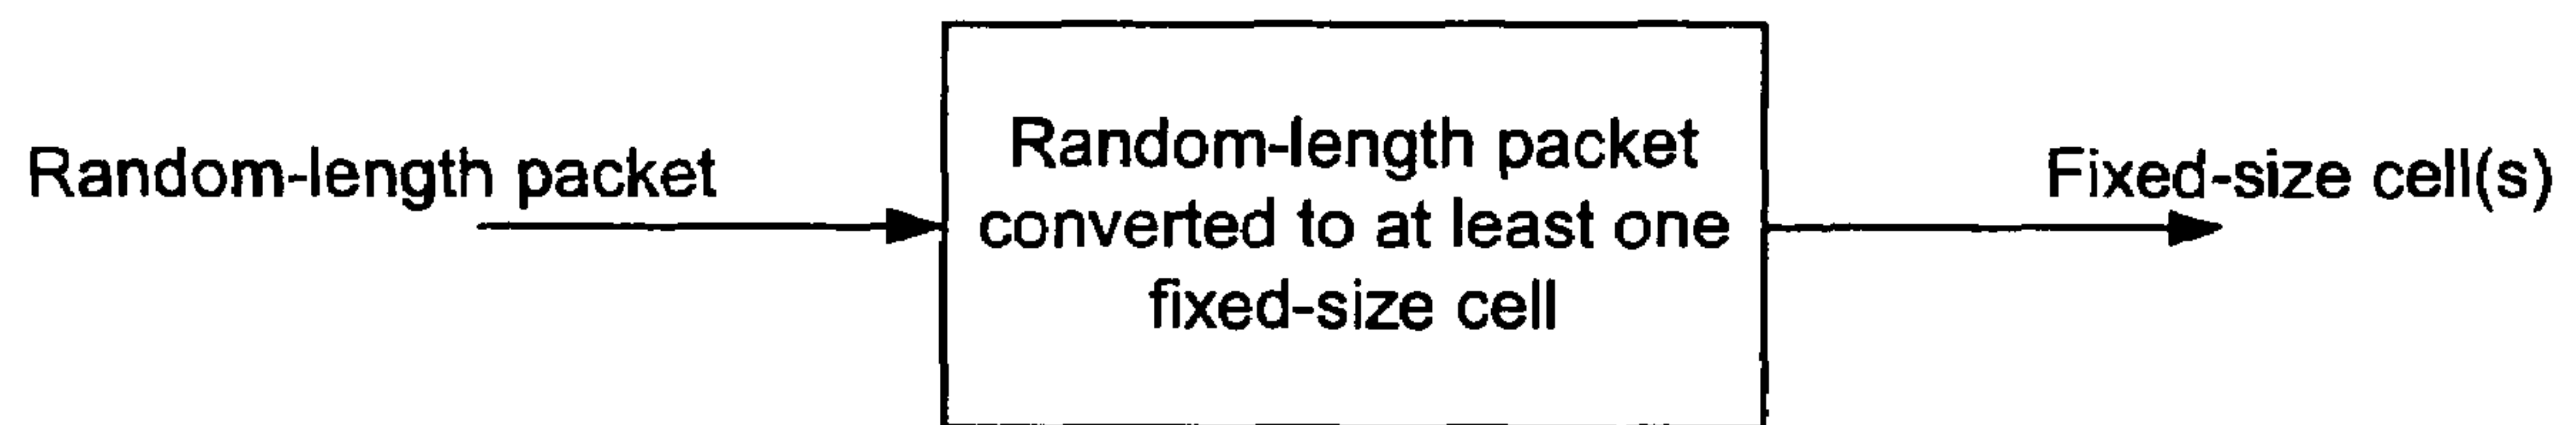 Random-length packet
Random-length packet
converted to at least one
fixed-size cell
Fixed-size cell(s)